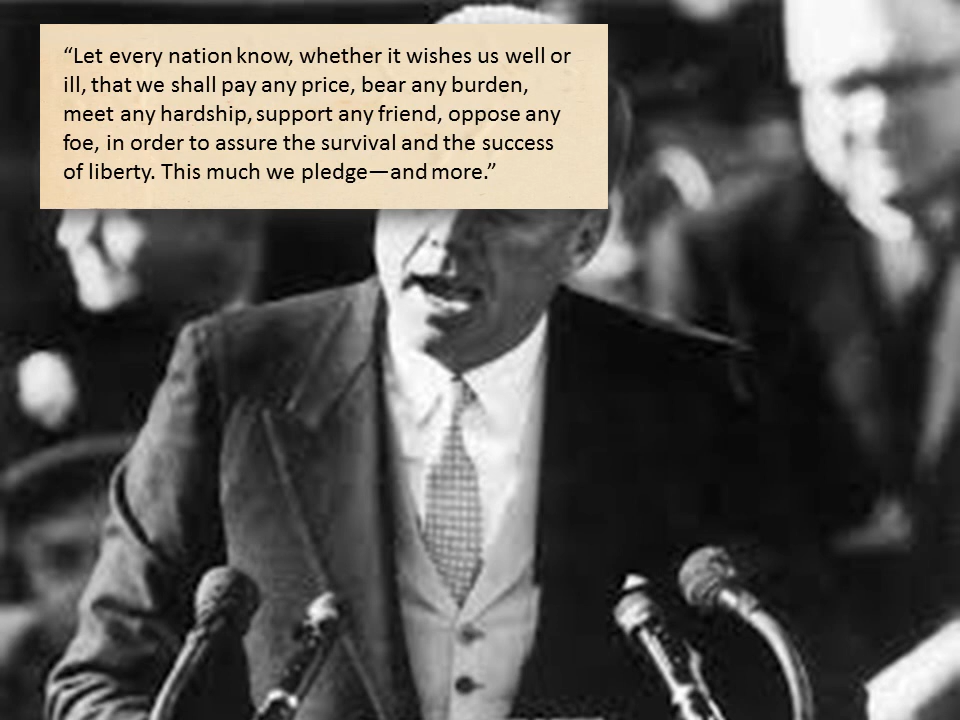 “Let every nation know, whether it wishes us well or
ill, that we shall pay any price, bear any burden,
meet any hardship, support any friend, oppose any
foe, in order to assure the survival and the success
of liberty. This much we pledge—and more.”